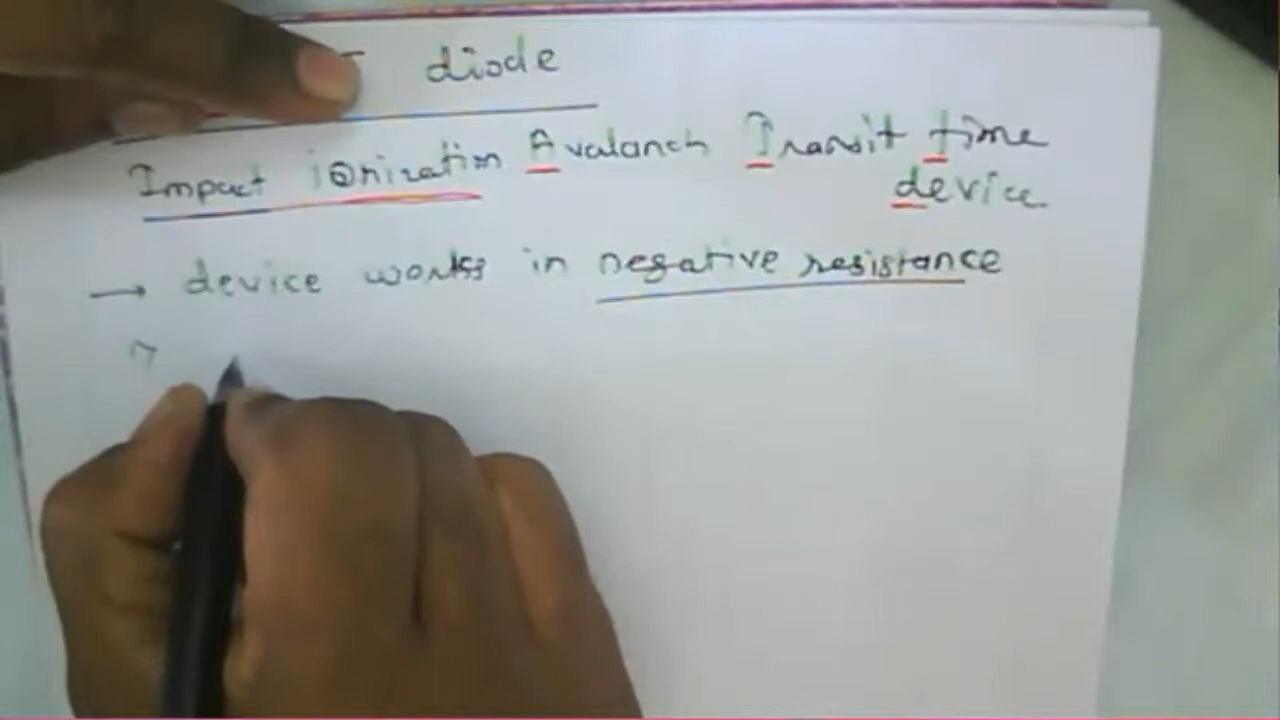 diode
Impact ionization Avalanch Transit time
device
→ device works in negative resistance